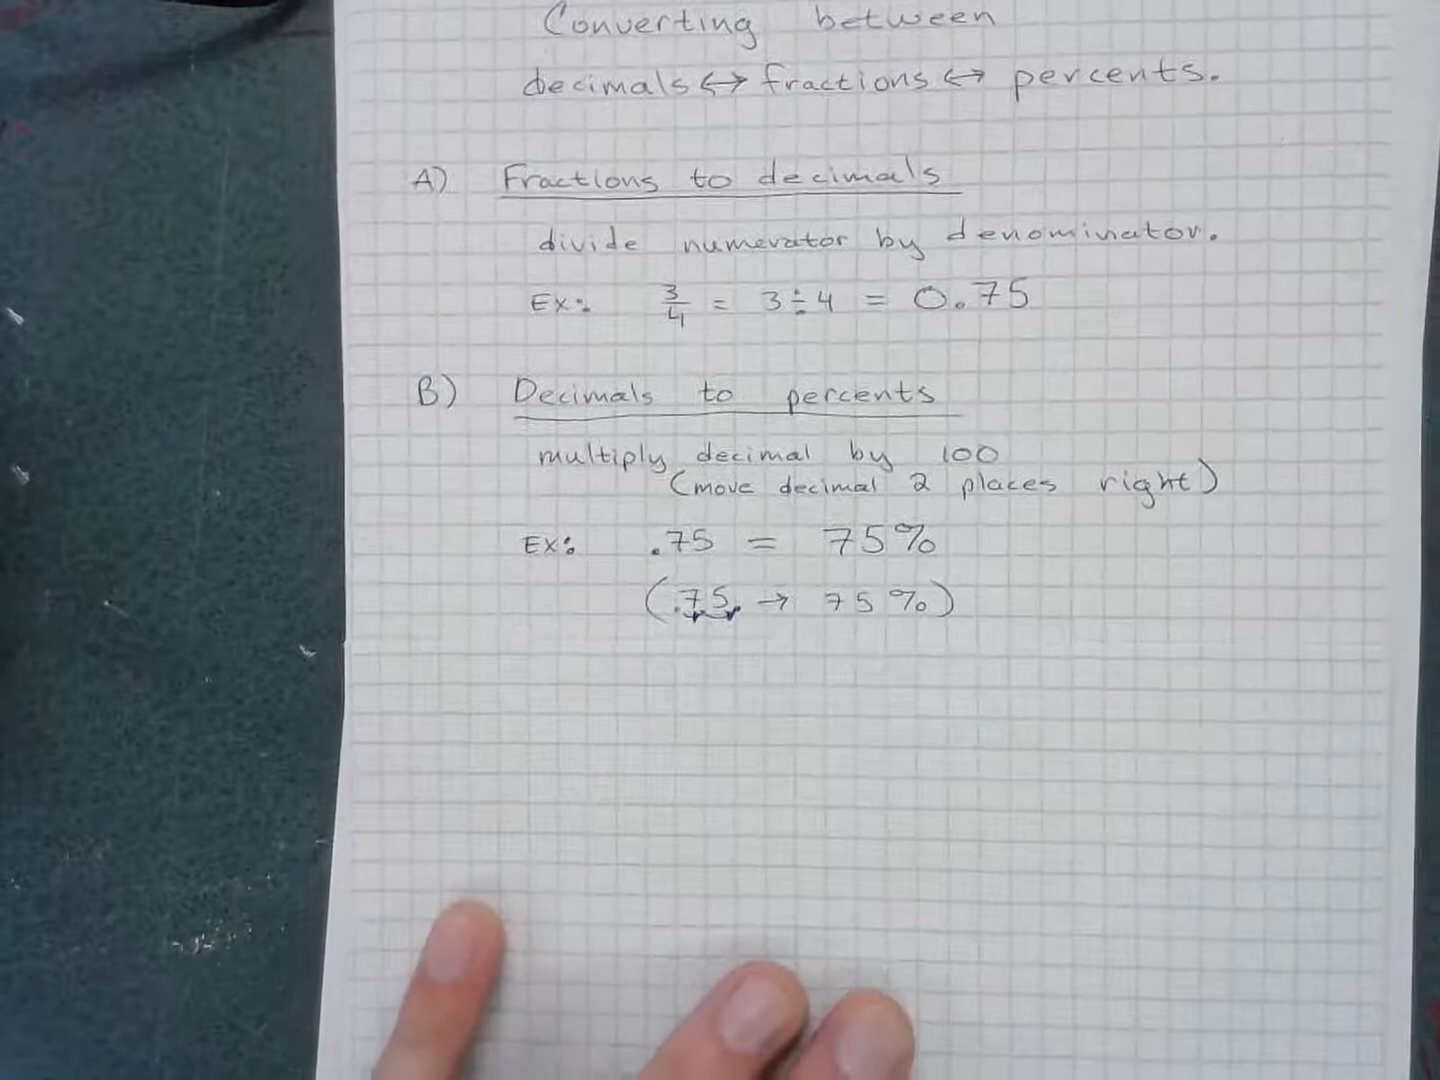 Converting between
decimals ↔ fractions ↔ percents.
A) Fractions to decimals
divide numerator by denominator.
Ex: 3/4 = 3÷4 = 0.75
B) Decimals to percents
multiply decimal by 100
(move decimal 2 places right)
Ex: .75 = 75%
(.75. → 75%)